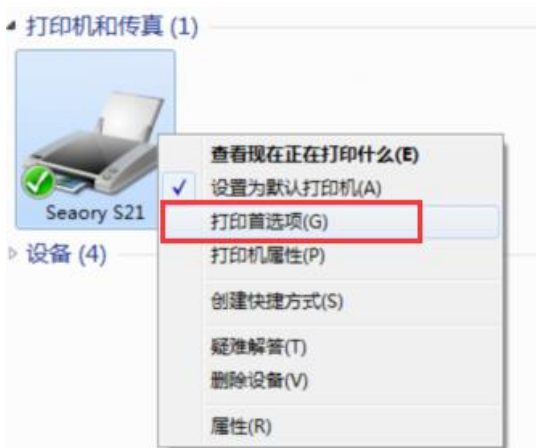 打印机和传真 (1)
Seaory S21
查看现在正在打印什么(E)
设置为默认打印机(A)
打印首选项(G)
打印机属性(P)
创建快捷方式(S)
疑难解答(T)
删除设备(V)
属性(R)
设备 (4)